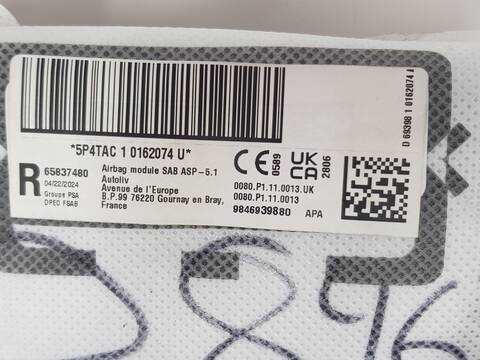 *5P4TAC 1 0162074 U*
R
65837480
04/22/2024
Groupe PSA
DPEO FSAB
Airbag module SAB ASP-5.1
Autoliv
Avenue de l'Europe
B.P.99 76220 Gournay en Bray,
France
CE
0589
UK
CA
2806
0080.P1.11.0013.UK
0080.P1.11.0013
9846939880 APA
D 69398 1 0162074 U
896